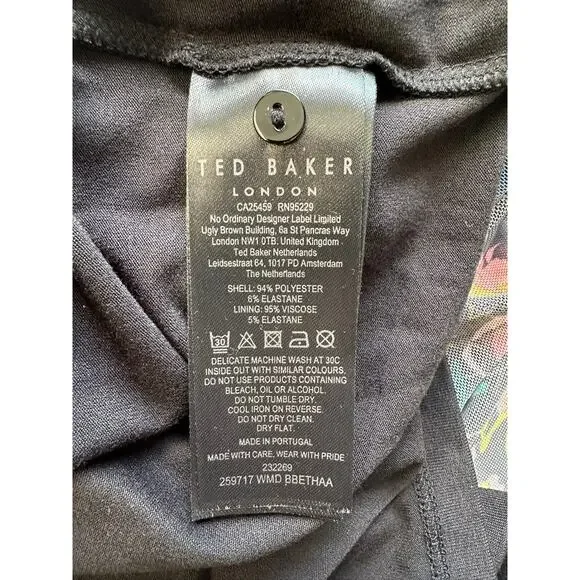 TED BAKER
LONDON
CA25459 RN95229
No Ordinary Designer Label Limited
Ugly Brown Building, 6a St Pancras Way
London NW1 0TB. United Kingdom
Ted Baker Netherlands
Leidsestraat 64, 1017 PD Amsterdam
The Netherlands
SHELL: 94% POLYESTER
6% ELASTANE
LINING: 95% VISCOSE
5% ELASTANE
30
DELICATE MACHINE WASH AT 30C
INSIDE OUT WITH SIMILAR COLOURS.
DO NOT USE PRODUCTS CONTAINING
BLEACH, OIL OR ALCOHOL.
DO NOT TUMBLE DRY.
COOL IRON ON REVERSE.
DO NOT DRY CLEAN.
DRY FLAT.
MADE IN PORTUGAL
MADE WITH CARE, WEAR WITH PRIDE
232269
259717 WMD BBETHAA